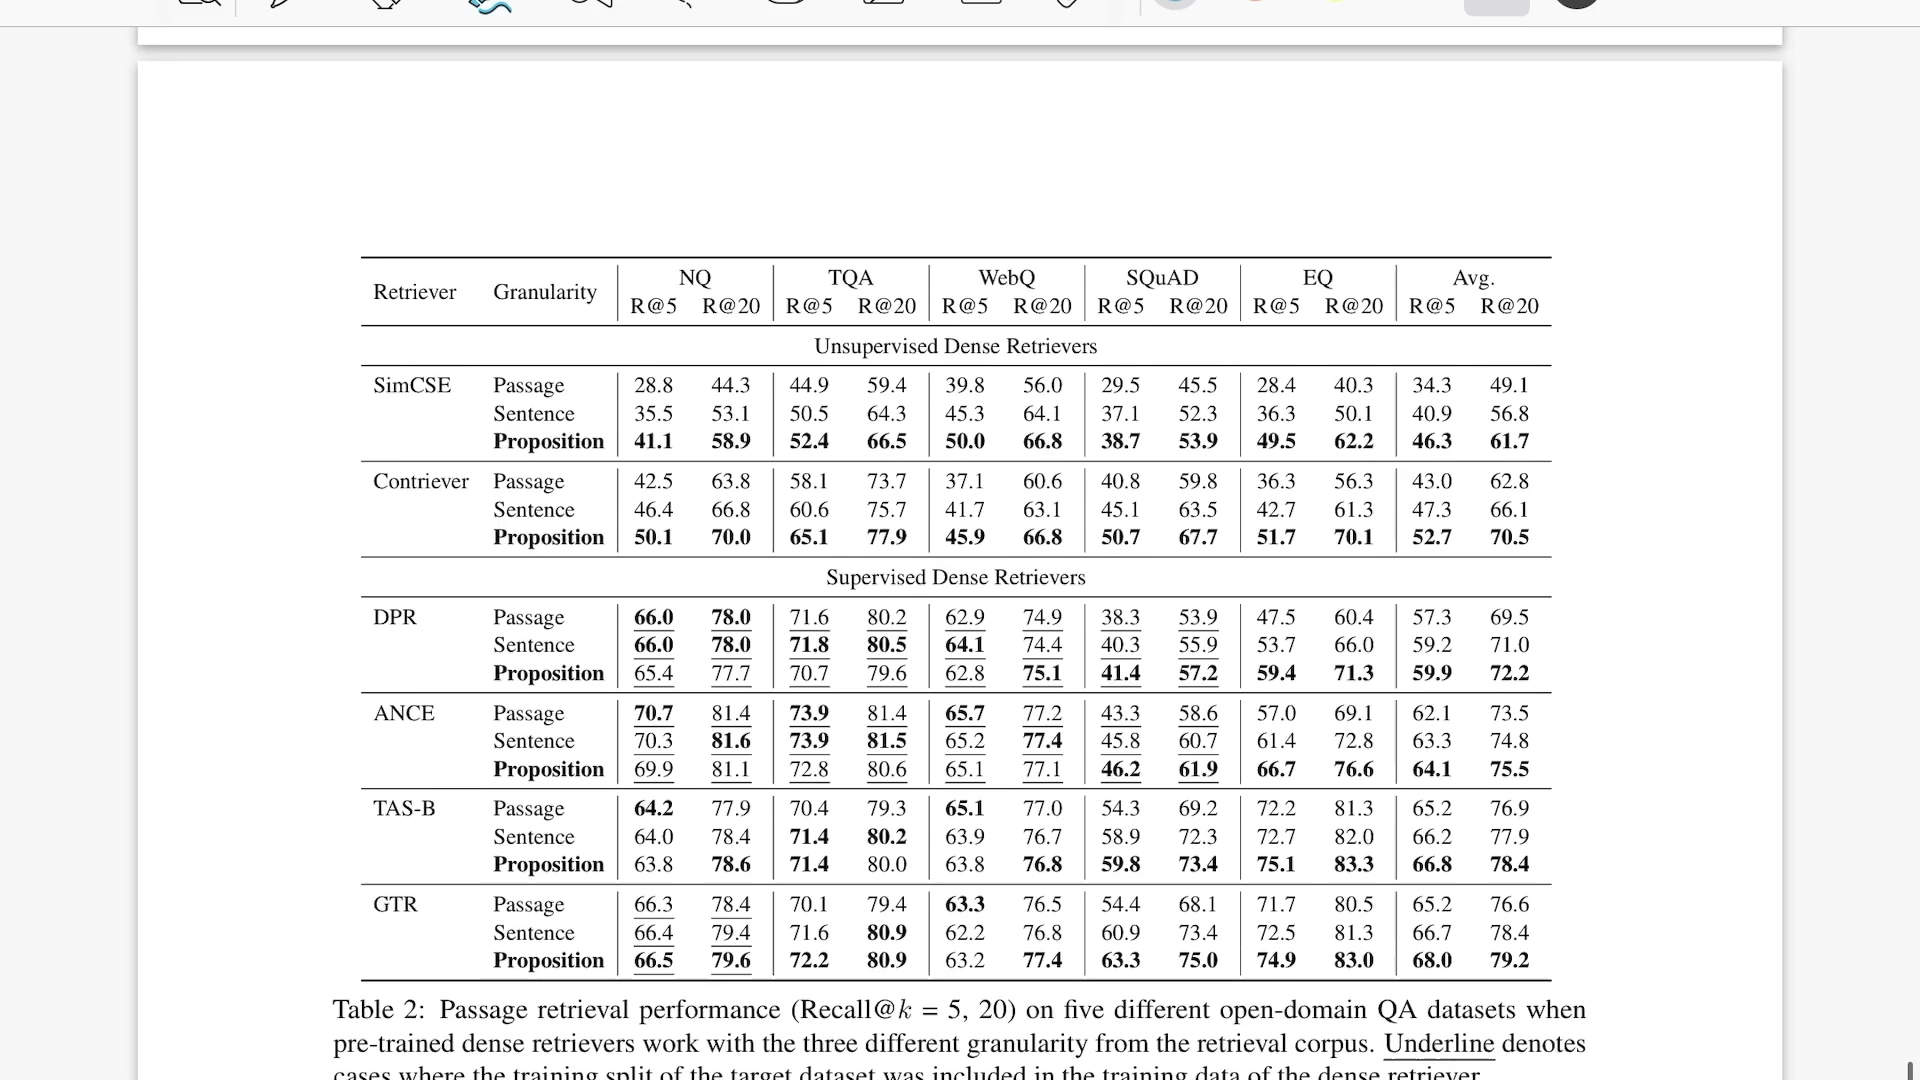 NQ TQA WebQ SQuAD EQ Avg.
Retriever Granularity
R@5 R@20 R@5 R@20 R@5 R@20 R@5 R@20 R@5 R@20 R@5 R@20
Unsupervised Dense Retrievers
SimCSE Passage 28.8 44.3 44.9 59.4 39.8 56.0 29.5 45.5 28.4 40.3 34.3 49.1
Sentence 35.5 53.1 50.5 64.3 45.3 64.1 37.1 52.3 36.3 50.1 40.9 56.8
Proposition 41.1 58.9 52.4 66.5 50.0 66.8 38.7 53.9 49.5 62.2 46.3 61.7
Contriever Passage 42.5 63.8 58.1 73.7 37.1 60.6 40.8 59.8 36.3 56.3 43.0 62.8
Sentence 46.4 66.8 60.6 75.7 41.7 63.1 45.1 63.5 42.7 61.3 47.3 66.1
Proposition 50.1 70.0 65.1 77.9 45.9 66.8 50.7 67.7 51.7 70.1 52.7 70.5
Supervised Dense Retrievers
DPR Passage 66.0 78.0 71.6 80.2 62.9 74.9 38.3 53.9 47.5 60.4 57.3 69.5
Sentence 66.0 78.0 71.8 80.5 64.1 74.4 40.3 55.9 53.7 66.0 59.2 71.0
Proposition 65.4 77.7 70.7 79.6 62.8 75.1 41.4 57.2 59.4 71.3 59.9 72.2
ANCE Passage 70.7 81.4 73.9 81.4 65.7 77.2 43.3 58.6 57.0 69.1 62.1 73.5
Sentence 70.3 81.6 73.9 81.5 65.2 77.4 45.8 60.7 61.4 72.8 63.3 74.8
Proposition 69.9 81.1 72.8 80.6 65.1 77.1 46.2 61.9 66.7 76.6 64.1 75.5
TAS-B Passage 64.2 77.9 70.4 79.3 65.1 77.0 54.3 69.2 72.2 81.3 65.2 76.9
Sentence 64.0 78.4 71.4 80.2 63.9 76.7 58.9 72.3 72.7 82.0 66.2 77.9
Proposition 63.8 78.6 71.4 80.0 63.8 76.8 59.8 73.4 75.1 83.3 66.8 78.4
GTR Passage 66.3 78.4 70.1 79.4 63.3 76.5 54.4 68.1 71.7 80.5 65.2 76.6
Sentence 66.4 79.4 71.6 80.9 62.2 76.8 60.9 73.4 72.5 81.3 66.7 78.4
Proposition 66.5 79.6 72.2 80.9 63.2 77.4 63.3 75.0 74.9 83.0 68.0 79.2
Table 2: Passage retrieval performance (Recall@k = 5, 20) on five different open-domain QA datasets when
pre-trained dense retrievers work with the three different granularity from the retrieval corpus. Underline denotes
cases where the training split of the target dataset was included in the training data of the dense retriever.